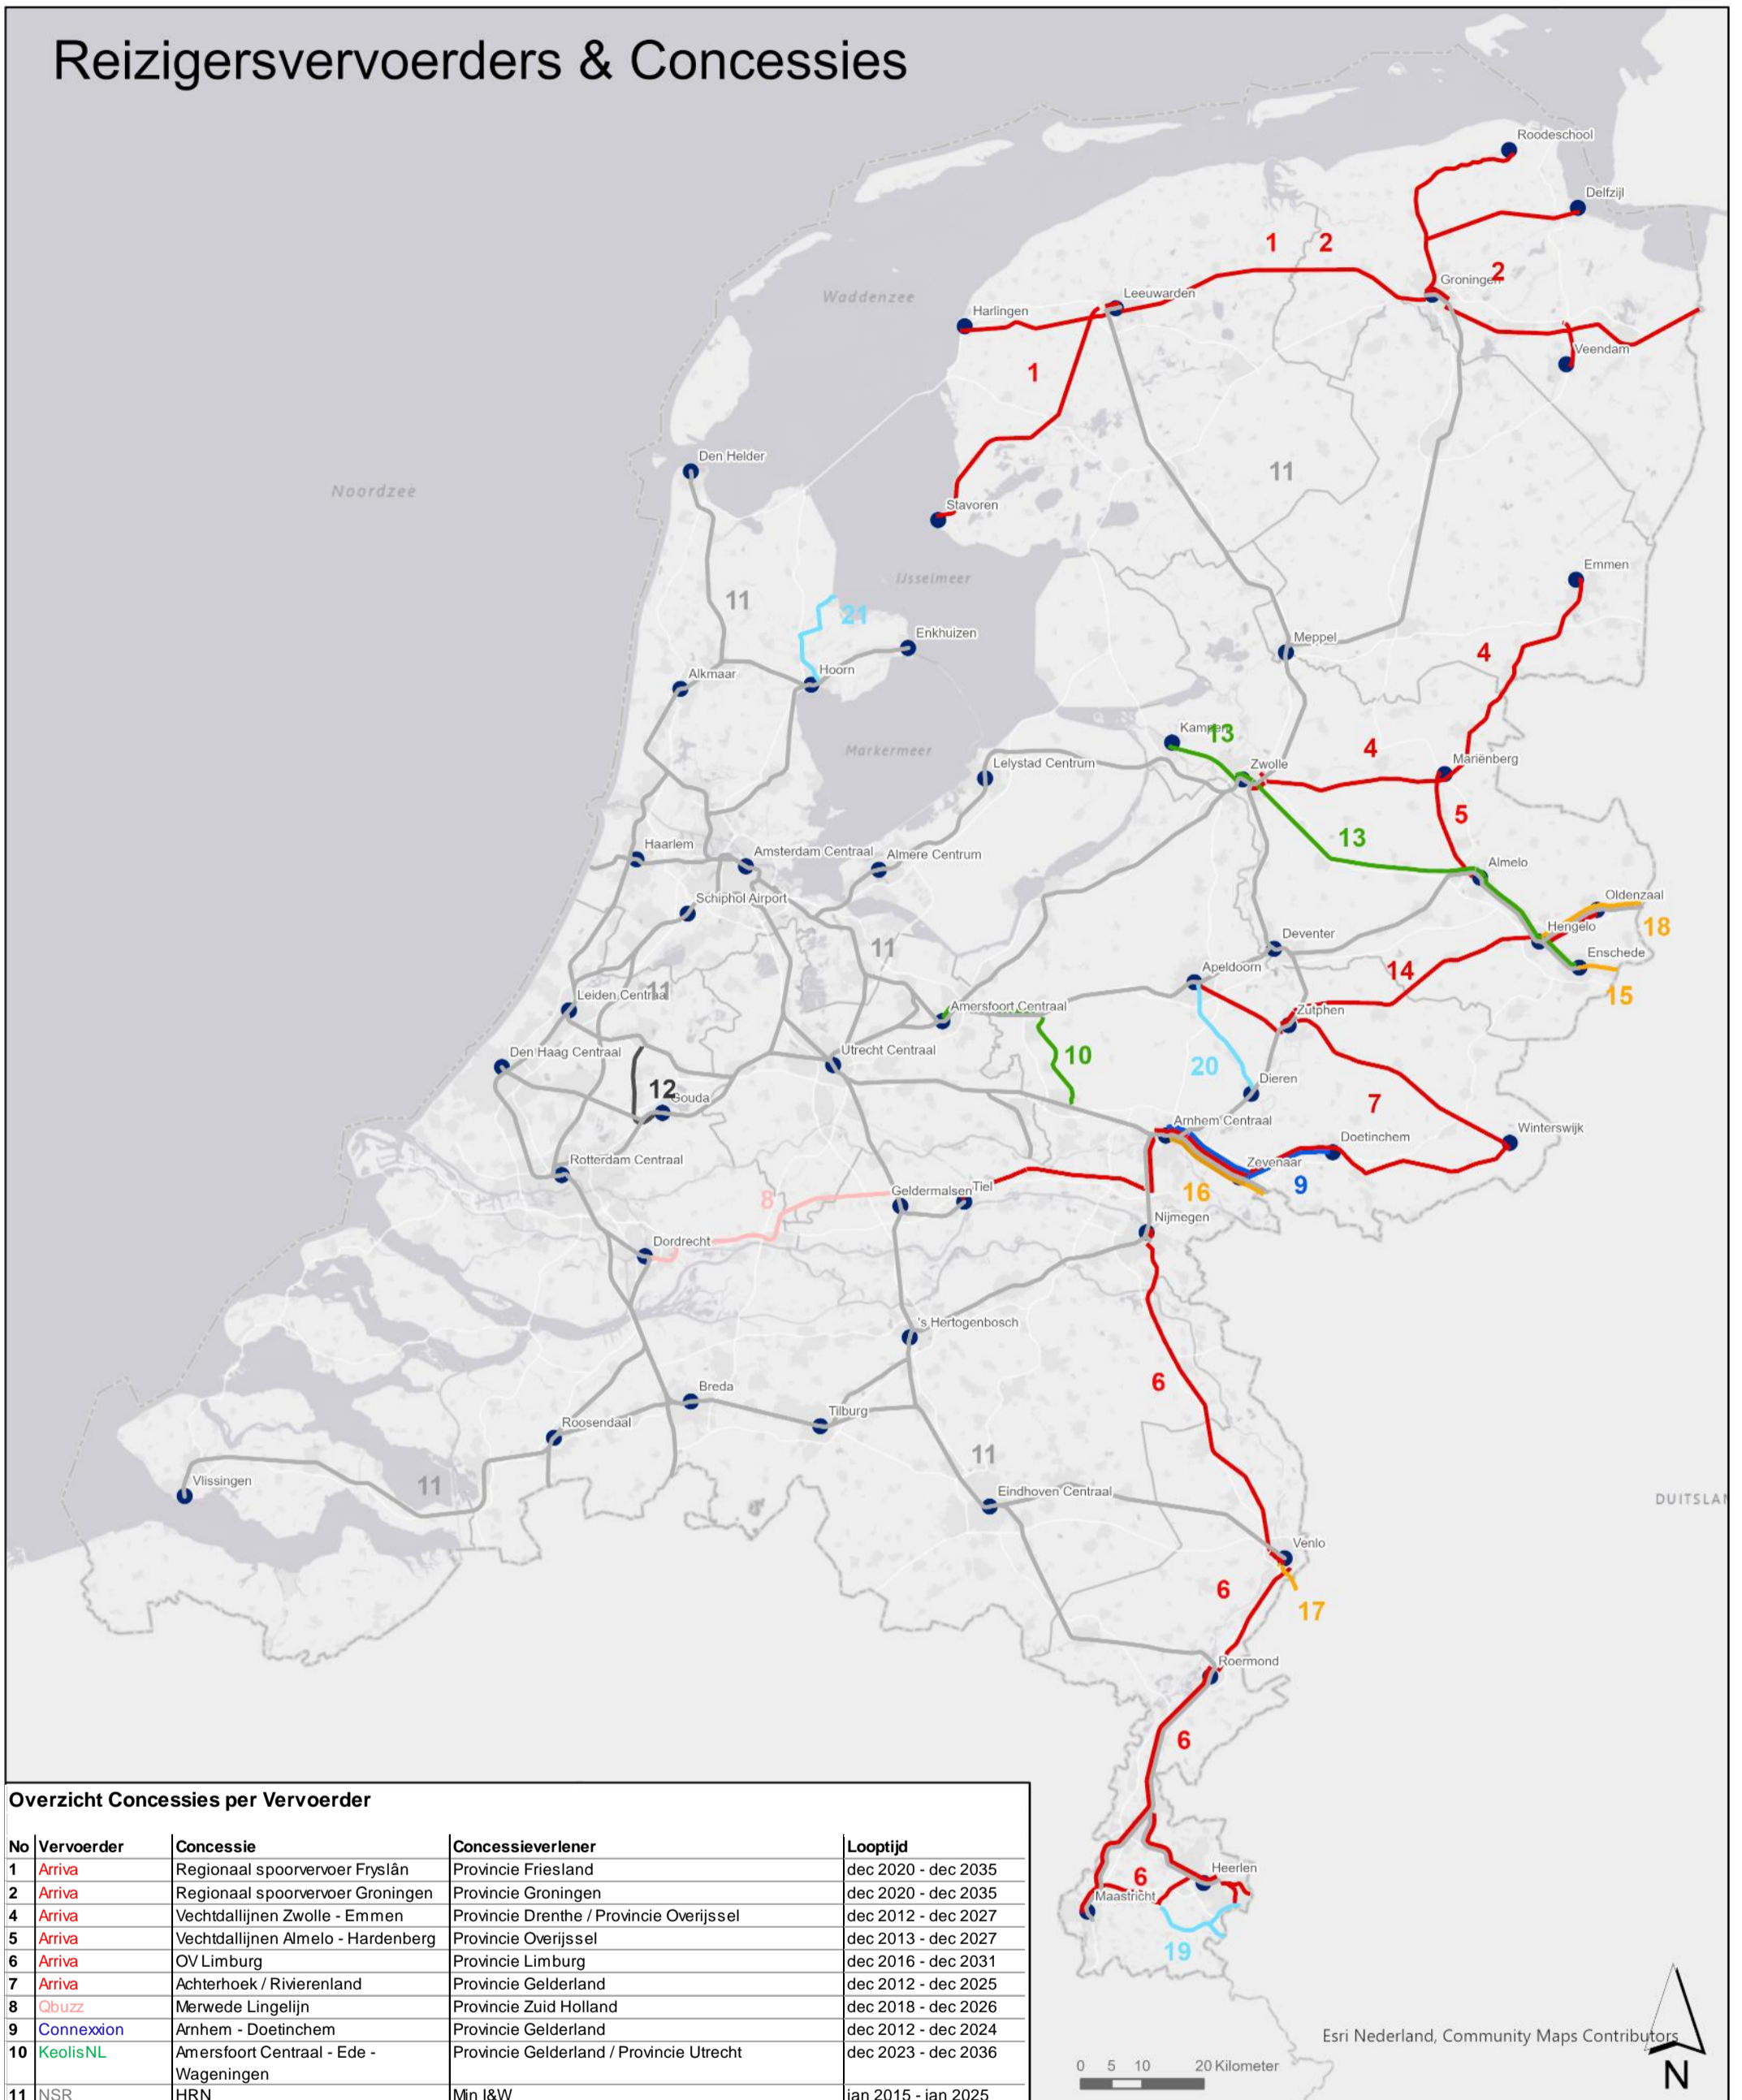 Reizigersvervoerders & Concessies
Roodeschool
Delfzijl
1 2
2
Groningen
Waddenzee
Leeuwarden
Harlingen
Veendam
1
Den Helder
11
Noordzee
Stavoren
Emmen
IJsselmeer
11
21
Enkhuizen
Meppel
4
Hoorn
Alkmaar
Kampen
13
4
Markermeer
Lelystad Centrum
Zwolle
Mariënberg
5
13
Haarlem
Amsterdam Centraal
Almere Centrum
Almelo
Schiphol Airport
Oldenzaal
18
Hengelo
11
Deventer
Enschede
14
Apeldoorn
15
Leiden Centraal
11
Amersfoort Centraal
Zutphen
Den Haag Centraal
Utrecht Centraal
10
20
Dieren
12
Gouda
7
Arnhem Centraal
Doetinchem
Winterswijk
Rotterdam Centraal
Zevenaar
9
16
Geldermalsen
Tiel
8
Nijmegen
Dordrecht
's Hertogenbosch
6
Breda
Tilburg
Roosendaal
11
Vlissingen
11
Eindhoven Centraal
DUITSLAN
Venlo
6
17
Roermond
6
Heerlen
6
Maastricht
19
Overzicht Concessies per Vervoerder
No Vervoerder Concessie Concessieverlener Looptijd
1 Arriva Regionaal spoorvervoer Fryslân Provincie Friesland dec 2020 - dec 2035
2 Arriva Regionaal spoorvervoer Groningen Provincie Groningen dec 2020 - dec 2035
4 Arriva Vechtdallijnen Zwolle - Emmen Provincie Drenthe / Provincie Overijssel dec 2012 - dec 2027
5 Arriva Vechtdallijnen Almelo - Hardenberg Provincie Overijssel dec 2013 - dec 2027
6 Arriva OV Limburg Provincie Limburg dec 2016 - dec 2031
7 Arriva Achterhoek / Rivierenland Provincie Gelderland dec 2012 - dec 2025
8 Qbuzz Merwede Lingelijn Provincie Zuid Holland dec 2018 - dec 2026
9 Connexxion Arnhem - Doetinchem Provincie Gelderland dec 2012 - dec 2024
10 KeolisNL Amersfoort Centraal - Ede - Provincie Gelderland / Provincie Utrecht dec 2023 - dec 2036
Wageningen
11 NSR HRN Min I&W jan 2015 - jan 2025
Esri Nederland, Community Maps Contributors
0 5 10 20 Kilometer
N